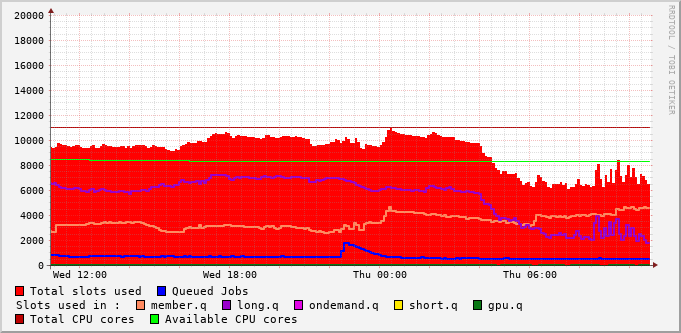 20000
18000
16000
14000
12000
10000
8000
6000
4000
2000
0
Wed 12:00 Wed 18:00 Thu 00:00 Thu 06:00
RRDTOOL / TOBI OETIKER
Total slots used Queued Jobs
Slots used in : member.q long.q ondemand.q short.q gpu.q
Total CPU cores Available CPU cores